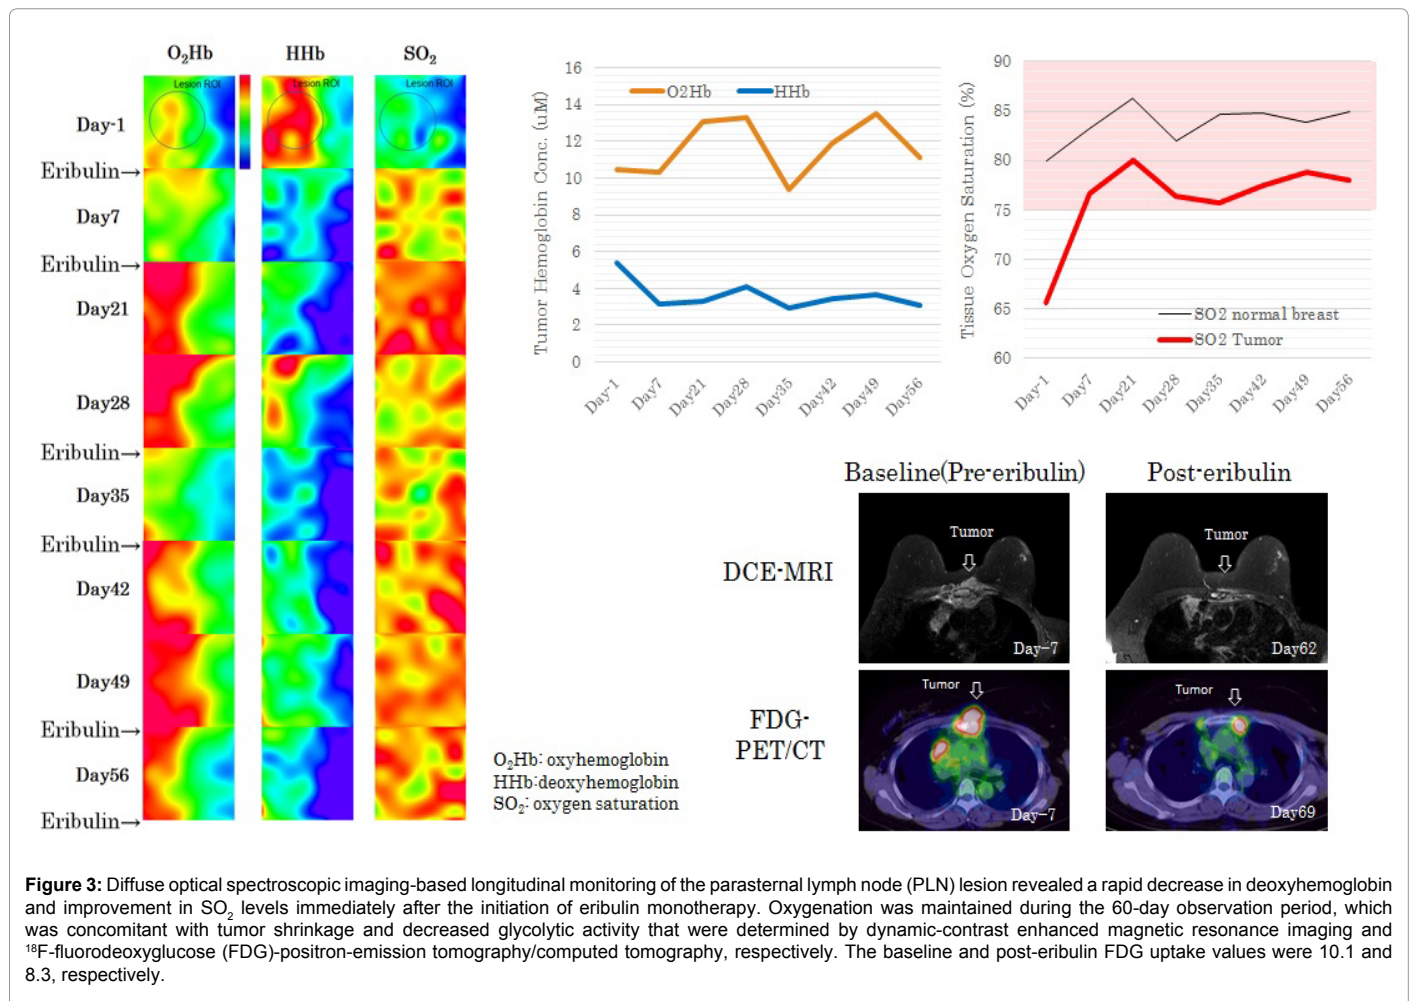 O₂Hb
HHb
SO₂
Lesion ROI
Lesion ROI
Lesion ROI
Day-1
Eribulin→
Day7
Eribulin→
Day21
Day28
Eribulin→
Day35
Eribulin→
Day42
Day49
Eribulin→
Day56
Eribulin→
O₂Hb: oxyhemoglobin
HHb:deoxyhemoglobin
SO₂: oxygen saturation
Tumor Hemoglobin Conc. (uM)
16
14
12
10
8
6
4
2
0
O2Hb
HHb
Day-1
Day7
Day21
Day28
Day35
Day42
Day49
Day56
Tissue Oxygen Saturation (%)
90
85
80
75
70
65
60
SO2 normal breast
SO2 Tumor
Day-1
Day7
Day21
Day28
Day35
Day42
Day49
Day56
Baseline(Pre-eribulin)
Post-eribulin
DCE-MRI
Tumor
Day-7
Tumor
Day62
FDG-
PET/CT
Tumor
Day-7
Tumor
Day69
Figure 3: Diffuse optical spectroscopic imaging-based longitudinal monitoring of the parasternal lymph node (PLN) lesion revealed a rapid decrease in deoxyhemoglobin
and improvement in SO₂ levels immediately after the initiation of eribulin monotherapy. Oxygenation was maintained during the 60-day observation period, which
was concomitant with tumor shrinkage and decreased glycolytic activity that were determined by dynamic-contrast enhanced magnetic resonance imaging and
¹⁸F-fluorodeoxyglucose (FDG)-positron-emission tomography/computed tomography, respectively. The baseline and post-eribulin FDG uptake values were 10.1 and
8.3, respectively.